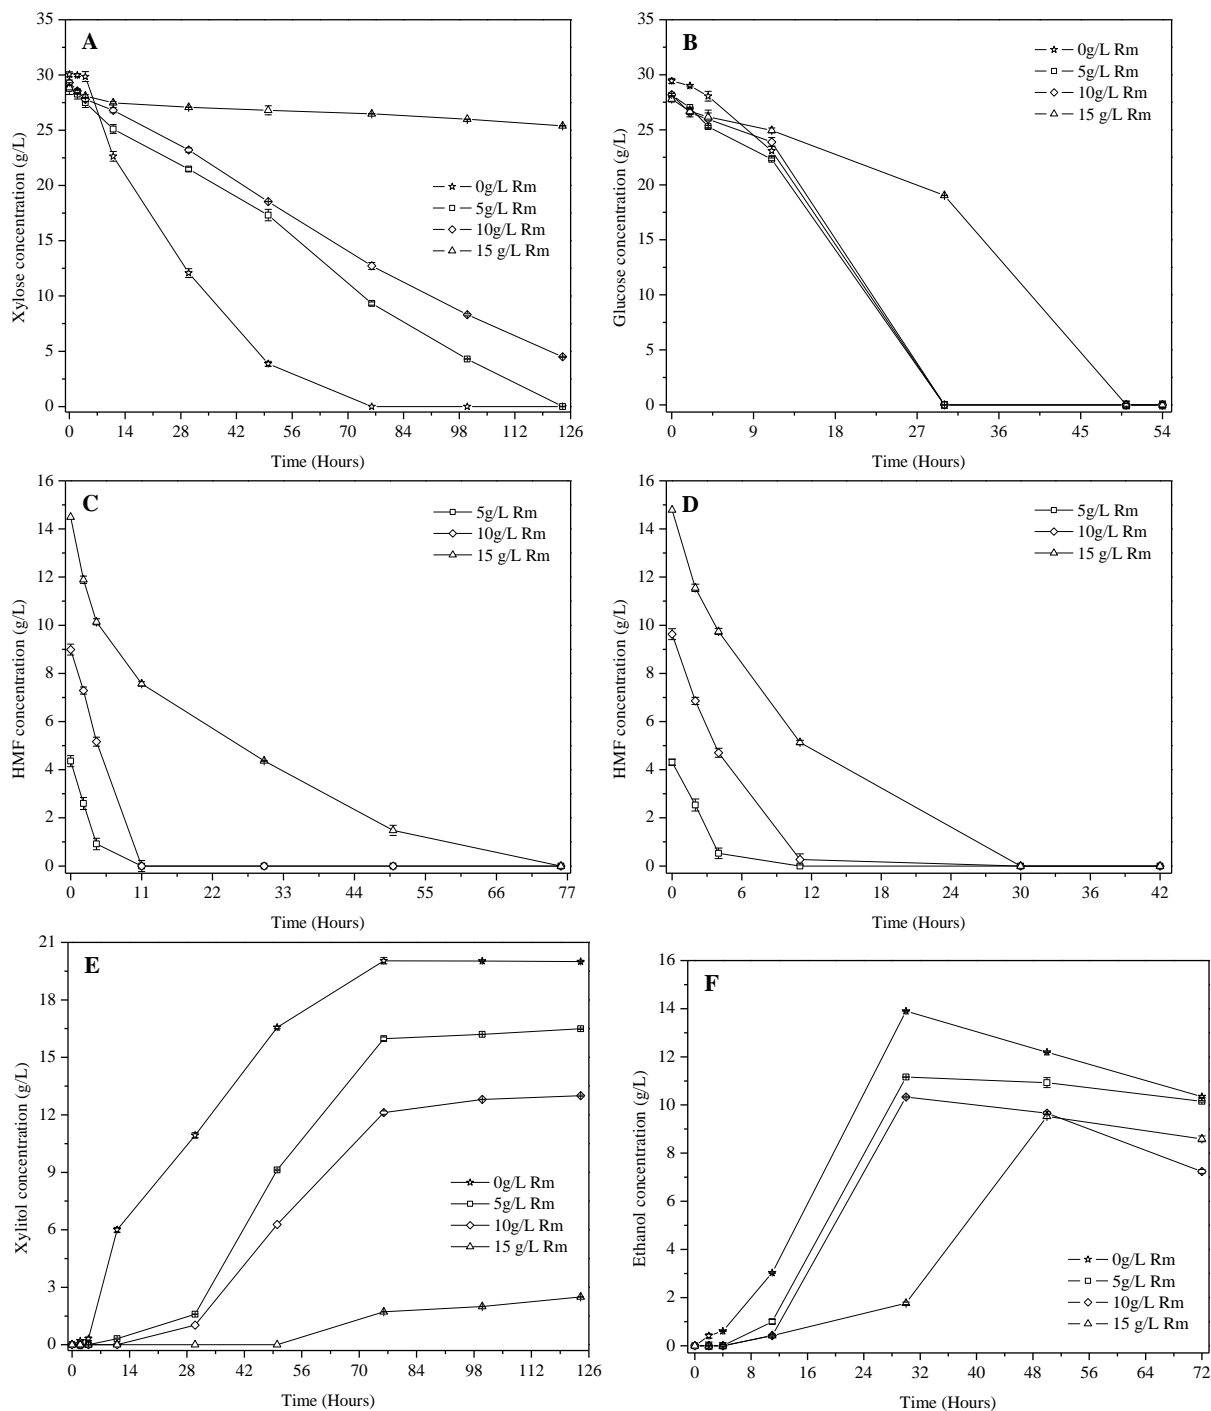 A
Xylose concentration (g/L)
35
30
25
20
15
10
5
0
0g/L Rm
5g/L Rm
10g/L Rm
15 g/L Rm
0 14 28 42 56 70 84 98 112 126
Time (Hours)
B
Glucose concentration (g/L)
35
30
25
20
15
10
5
0
0g/L Rm
5g/L Rm
10g/L Rm
15 g/L Rm
0 9 18 27 36 45 54
Time (Hours)
C
HMF concentration (g/L)
16
14
12
10
8
6
4
2
0
5g/L Rm
10g/L Rm
15 g/L Rm
0 11 22 33 44 55 66 77
Time (Hours)
D
HMF concentration (g/L)
16
14
12
10
8
6
4
2
0
5g/L Rm
10g/L Rm
15 g/L Rm
0 6 12 18 24 30 36 42
Time (Hours)
E
Xylitol concentration (g/L)
21
18
15
12
9
6
3
0
0g/L Rm
5g/L Rm
10g/L Rm
15 g/L Rm
0 14 28 42 56 70 84 98 112 126
Time (Hours)
F
Ethanol concentration (g/L)
16
14
12
10
8
6
4
2
0
0g/L Rm
5g/L Rm
10g/L Rm
15 g/L Rm
0 8 16 24 32 40 48 56 64 72
Time (Hours)